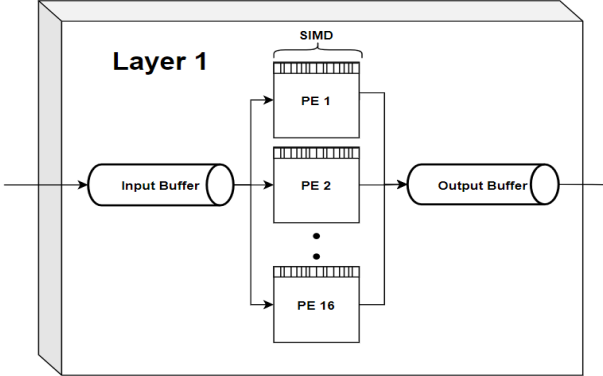 SIMD
Layer 1
PE 1
Input Buffer
PE 2
Output Buffer
PE 16